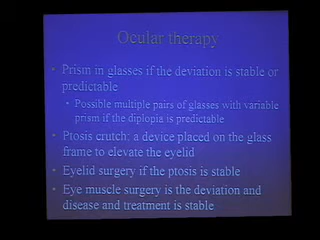 Ocular therapy
• Prism in glasses if the deviation is stable or
predictable
• Possible multiple pairs of glasses with variable
prism if the diplopia is predictable
• Ptosis crutch: a device placed on the glass
frame to elevate the eyelid
• Eyelid surgery if the ptosis is stable
• Eye muscle surgery is the deviation and
disease and treatment is stable